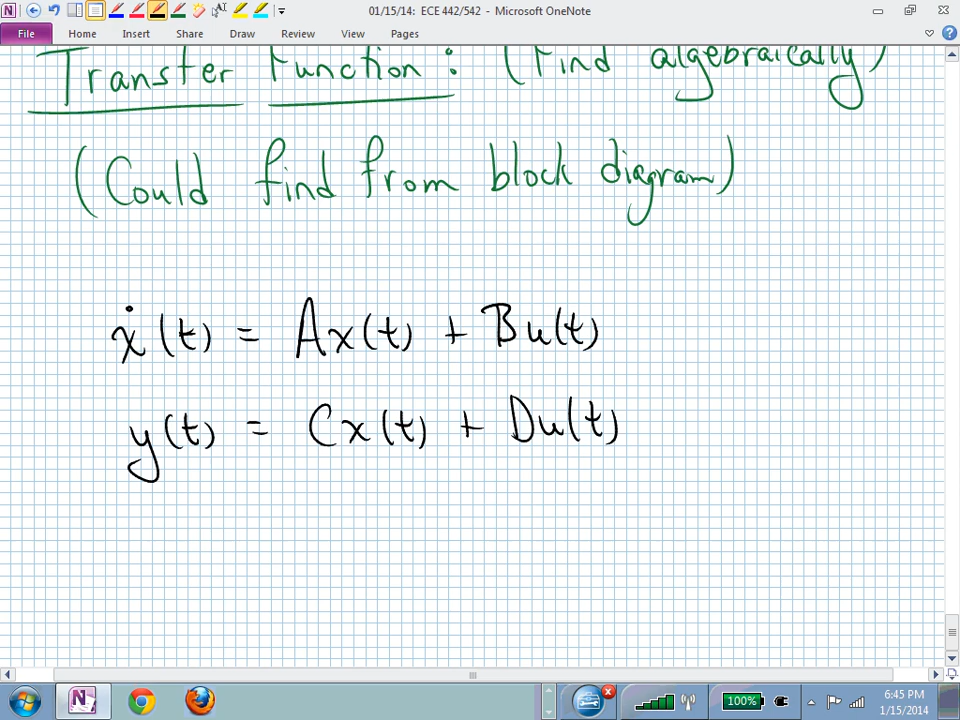 01/15/14: ECE 442/542 - Microsoft OneNote
File Home Insert Share Draw Review View Pages
Transfer Function: (Find algebraically)
(Could find from block diagram)
ẋ(t) = Ax(t) + Bu(t)
y(t) = Cx(t) + Du(t)
100%
6:45 PM
1/15/2014